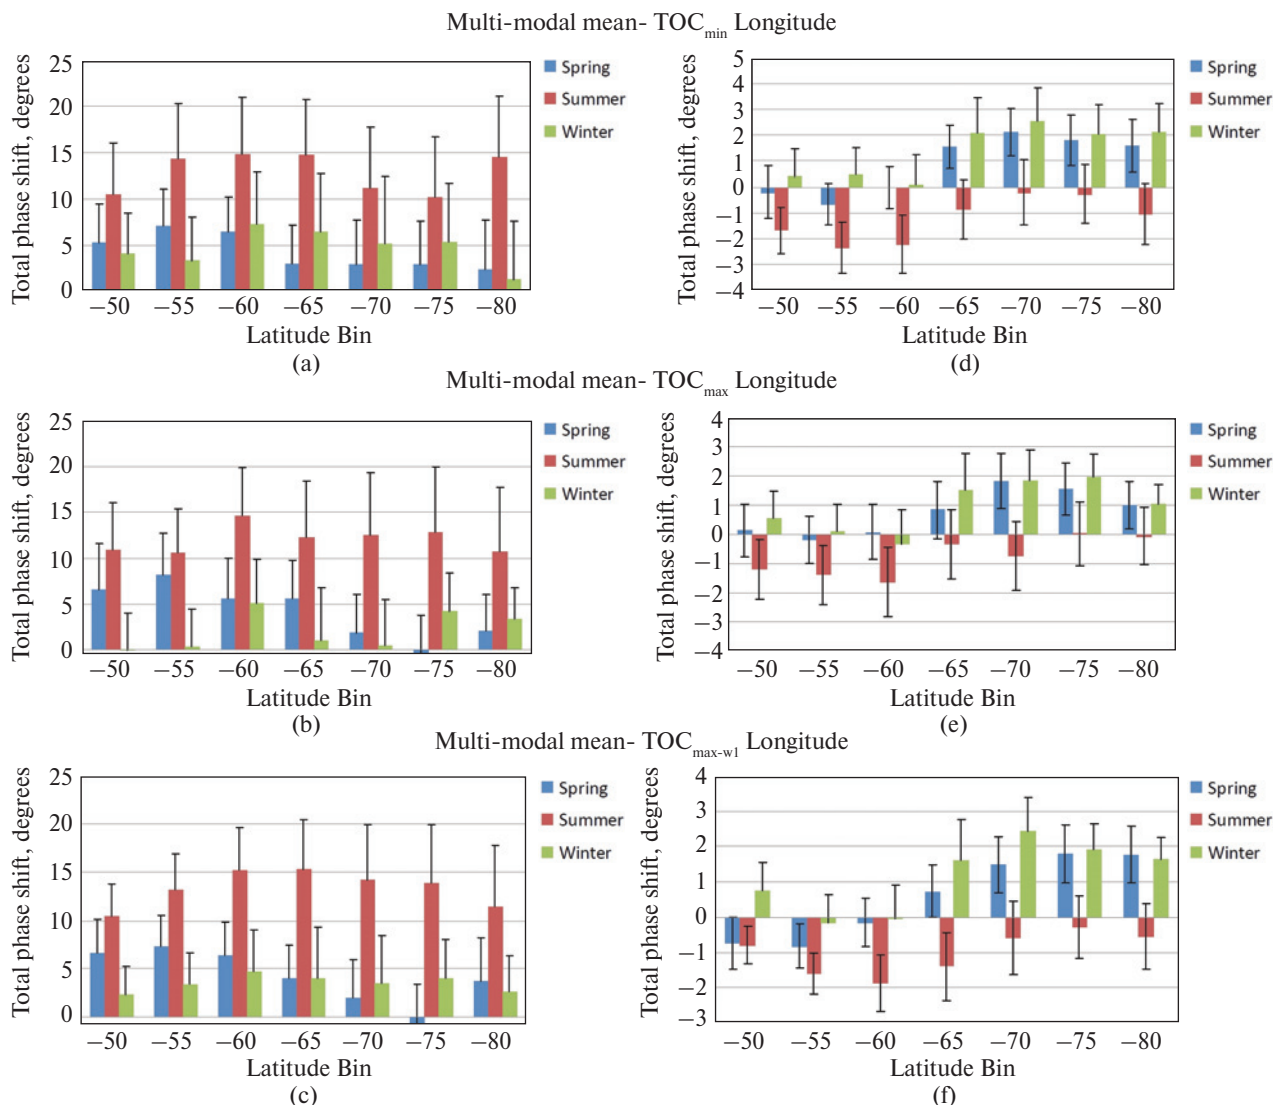 Multi-modal mean- TOCmin Longitude
Total phase shift, degrees
25
20
15
10
5
0
−50 −55 −60 −65 −70 −75 −80
Latitude Bin
(a)
Spring
Summer
Winter
Total phase shift, degrees
5
4
3
2
1
0
−1
−2
−3
−4
−50 −55 −60 −65 −70 −75 −80
Latitude Bin
(d)
Spring
Summer
Winter
Multi-modal mean- TOCmax Longitude
Total phase shift, degrees
25
20
15
10
5
0
−50 −55 −60 −65 −70 −75 −80
Latitude Bin
(b)
Spring
Summer
Winter
Total phase shift, degrees
4
3
2
1
0
−1
−2
−3
−4
−50 −55 −60 −65 −70 −75 −80
Latitude Bin
(e)
Spring
Summer
Winter
Multi-modal mean- TOCmax-w1 Longitude
Total phase shift, degrees
25
20
15
10
5
0
−50 −55 −60 −65 −70 −75 −80
Latitude Bin
(c)
Spring
Summer
Winter
Total phase shift, degrees
4
3
2
1
0
−1
−2
−3
−50 −55 −60 −65 −70 −75 −80
Latitude Bin
(f)
Spring
Summer
Winter